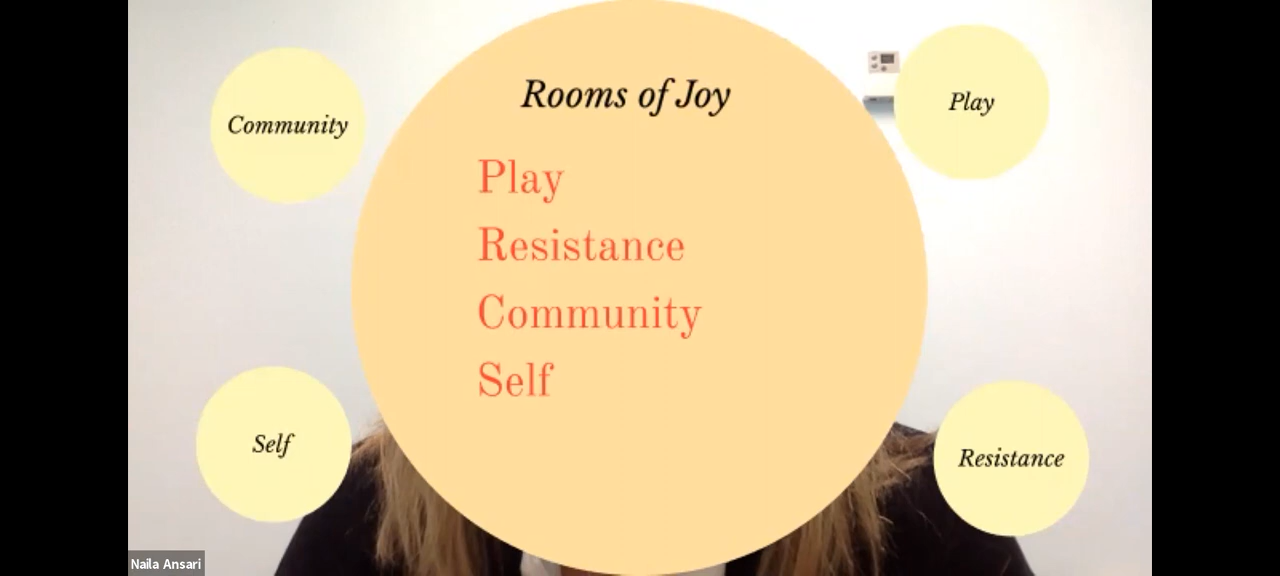 Rooms of Joy
Play
Resistance
Community
Self
Community
Play
Self
Resistance
Naila Ansari